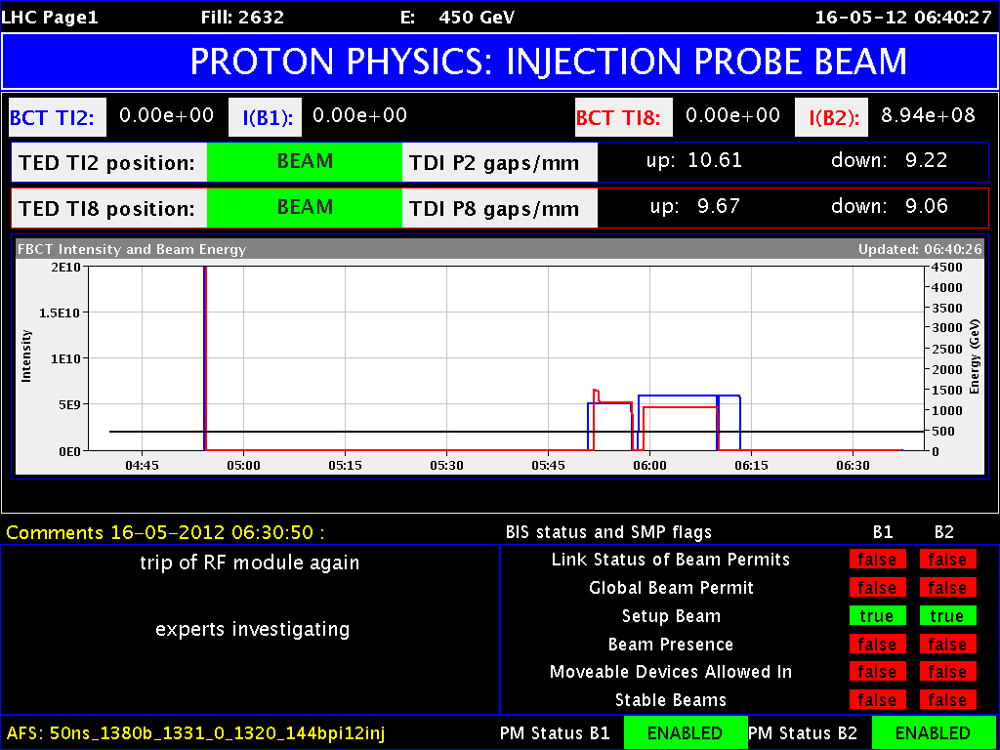 LHC Page1 Fill: 2632 E: 450 GeV 16-05-12 06:40:27
PROTON PHYSICS: INJECTION PROBE BEAM
BCT TI2: 0.00e+00 I(B1): 0.00e+00 BCT TI8: 0.00e+00 I(B2): 8.94e+08
TED TI2 position: BEAM TDI P2 gaps/mm up: 10.61 down: 9.22
TED TI8 position: BEAM TDI P8 gaps/mm up: 9.67 down: 9.06
FBCT Intensity and Beam Energy Updated: 06:40:26
2E10 4500
4000
1.5E10 3500
3000
1E10 2500
2000
5E9 1500
1000
500
0E0 0
Intensity
Energy (GeV)
04:45 05:00 05:15 05:30 05:45 06:00 06:15 06:30
Comments 16-05-2012 06:30:50 :
trip of RF module again
experts investigating
BIS status and SMP flags B1 B2
Link Status of Beam Permits false false
Global Beam Permit false false
Setup Beam true true
Beam Presence false false
Moveable Devices Allowed In false false
Stable Beams false false
AFS: 50ns_1380b_1331_0_1320_144bpi12inj PM Status B1 ENABLED PM Status B2 ENABLED